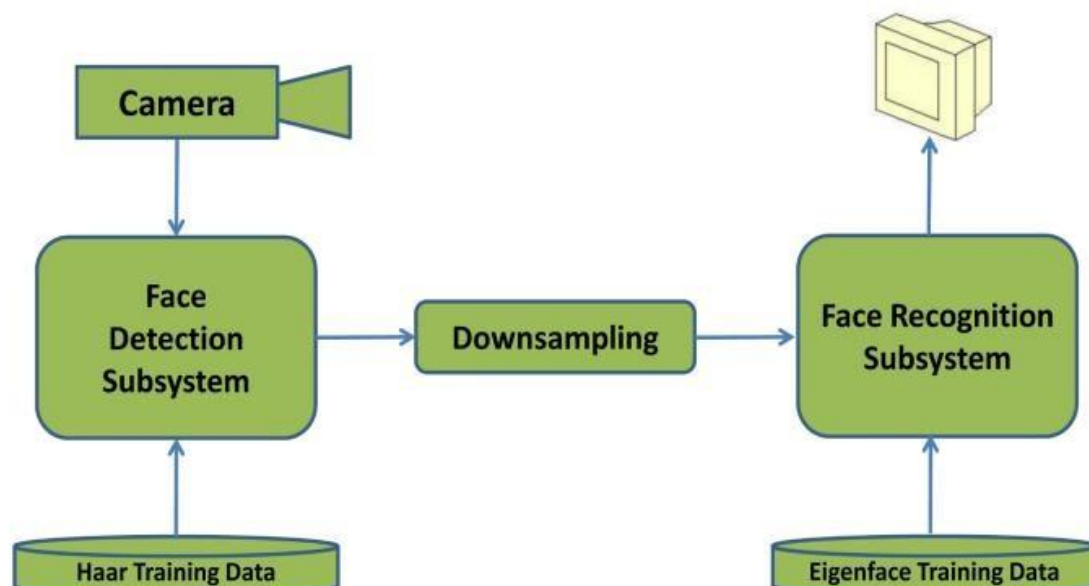 Camera
Face
Detection
Subsystem
Downsampling
Face Recognition
Subsystem
Haar Training Data
Eigenface Training Data